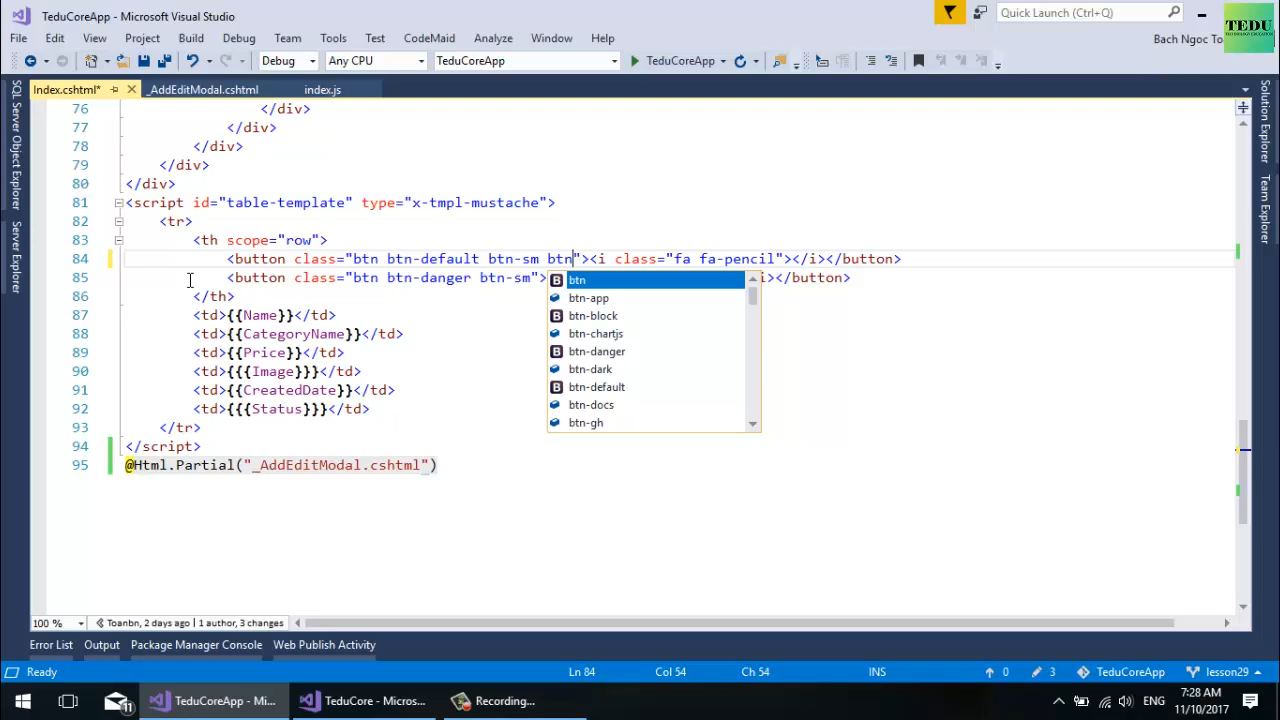 TeduCoreApp - Microsoft Visual Studio
Quick Launch (Ctrl+Q)
TEDU
TECHNOLOGY EDUCATION
File Edit View Project Build Debug Team Tools Test CodeMaid Analyze Window Help
Bach Ngoc To
Debug Any CPU TeduCoreApp TeduCoreApp
Index.cshtml* _AddEditModal.cshtml index.js
SQL Server Object Explorer
Server Explorer
Solution Explorer
Team Explorer
76 </div>
77 </div>
78 </div>
79 </div>
80 </div>
81 <script id="table-template" type="x-tmpl-mustache">
82 <tr>
83 <th scope="row">
84 <button class="btn btn-default btn-sm btn"><i class="fa fa-pencil"></i></button>
85 <button class="btn btn-danger btn-sm"> i></button>
86 </th>
87 <td>{{Name}}</td>
88 <td>{{CategoryName}}</td>
89 <td>{{Price}}</td>
90 <td>{{{Image}}}</td>
91 <td>{{CreatedDate}}</td>
92 <td>{{{Status}}}</td>
93 </tr>
94 </script>
95 @Html.Partial("_AddEditModal.cshtml")
B btn
btn-app
B btn-block
btn-chartjs
B btn-danger
btn-dark
B btn-default
btn-docs
btn-gh
100 % Toanbn, 2 days ago | 1 author, 3 changes
Error List Output Package Manager Console Web Publish Activity
Ready Ln 84 Col 54 Ch 54 INS 0 3 TeduCoreApp lesson29
11 TeduCoreApp - Mi... TeduCore - Micros... Recording... ENG 7:28 AM
11/10/2017